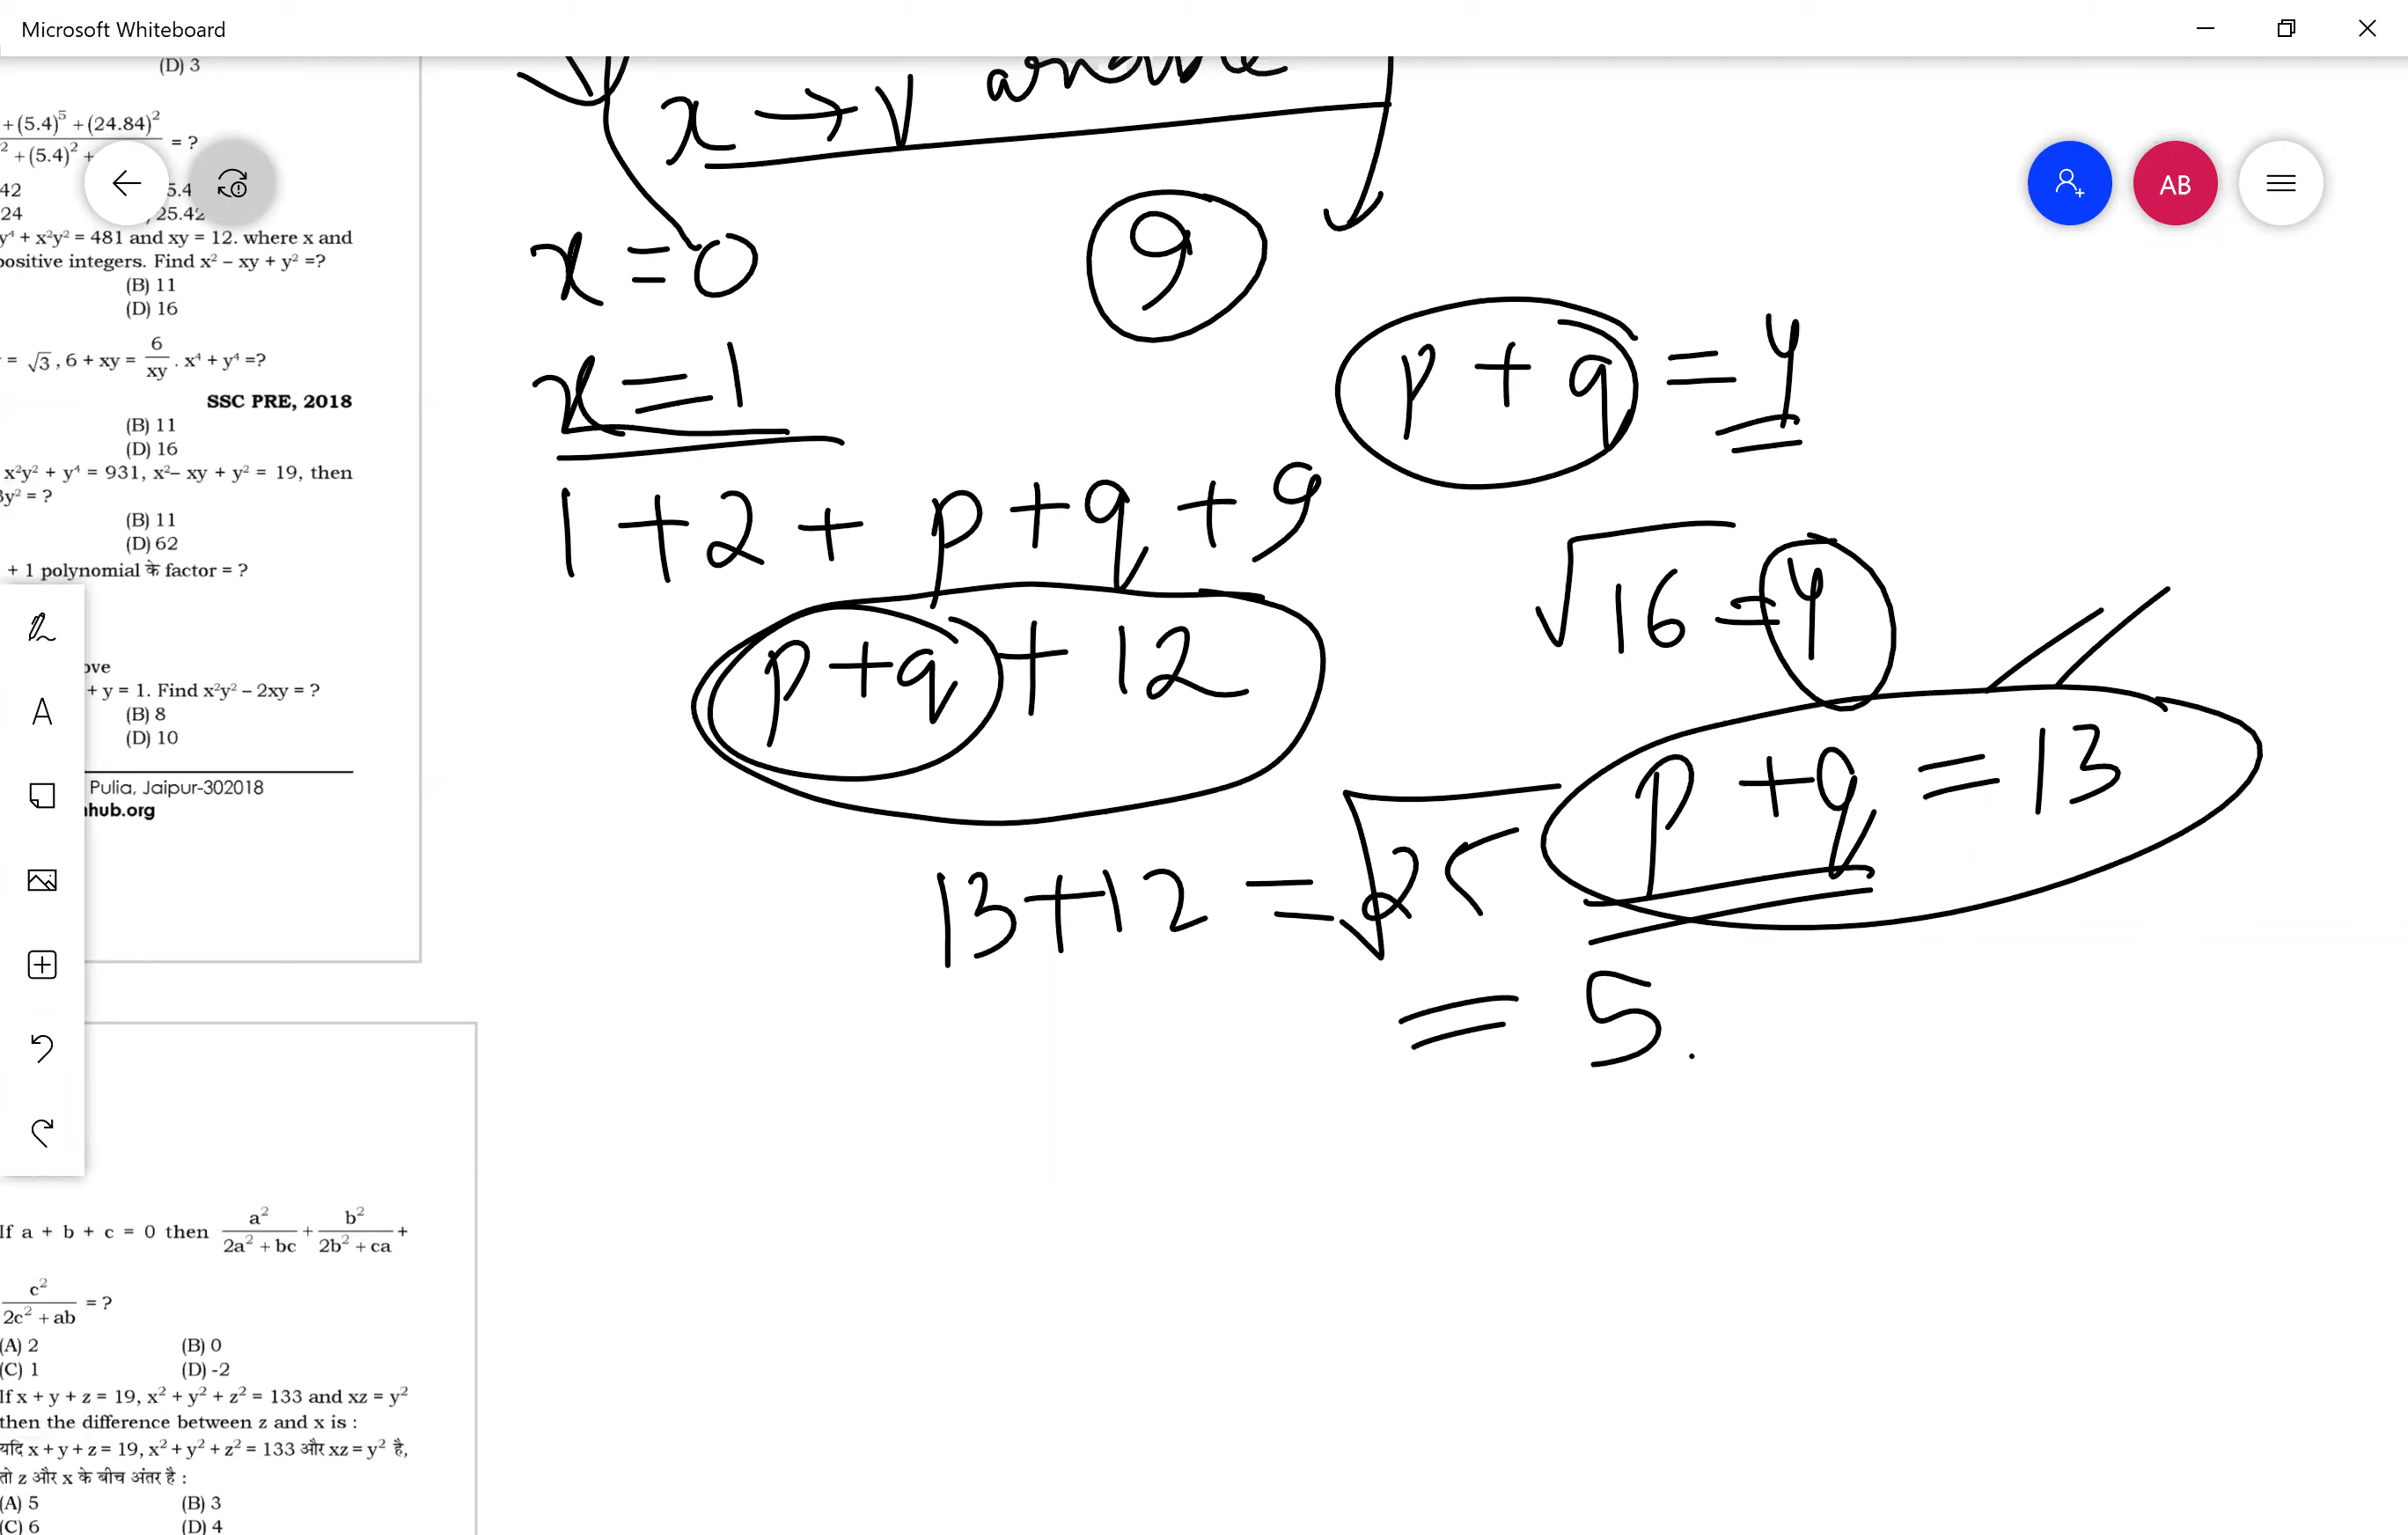 Microsoft Whiteboard
(D) 3
+ (5.4)⁵ + (24.84)²
² + (5.4)² +
= ?
42 5.4
24 25.42
y⁴ + x²y² = 481 and xy = 12. where x and
positive integers. Find x² – xy + y² =?
(B) 11
(D) 16
= √3, 6 + xy = 6/xy . x⁴ + y⁴ =?
SSC PRE, 2018
(B) 11
(D) 16
x²y² + y⁴ = 931, x²– xy + y² = 19, then
3y² = ?
(B) 11
(D) 62
+ 1 polynomial के factor = ?
ove
+ y = 1. Find x²y² – 2xy = ?
(B) 8
(D) 10
Pulia, Jaipur-302018
hub.org
If a + b + c = 0 then a²/(2a² + bc) + b²/(2b² + ca) +
c²/(2c² + ab) = ?
(A) 2 (B) 0
(C) 1 (D) -2
If x + y + z = 19, x² + y² + z² = 133 and xz = y²
then the difference between z and x is :
यदि x + y + z = 19, x² + y² + z² = 133 और xz = y² है,
तो z और x के बीच अंतर है :
(A) 5 (B) 3
(C) 6 (D) 4
x → V
x = 0
9
x = 1
p + q = 4
1 + 2 + p + q + 9
p + q + 12
√16 = 4
p + q = 13
13 + 12 = √25
= 5.
AB
A